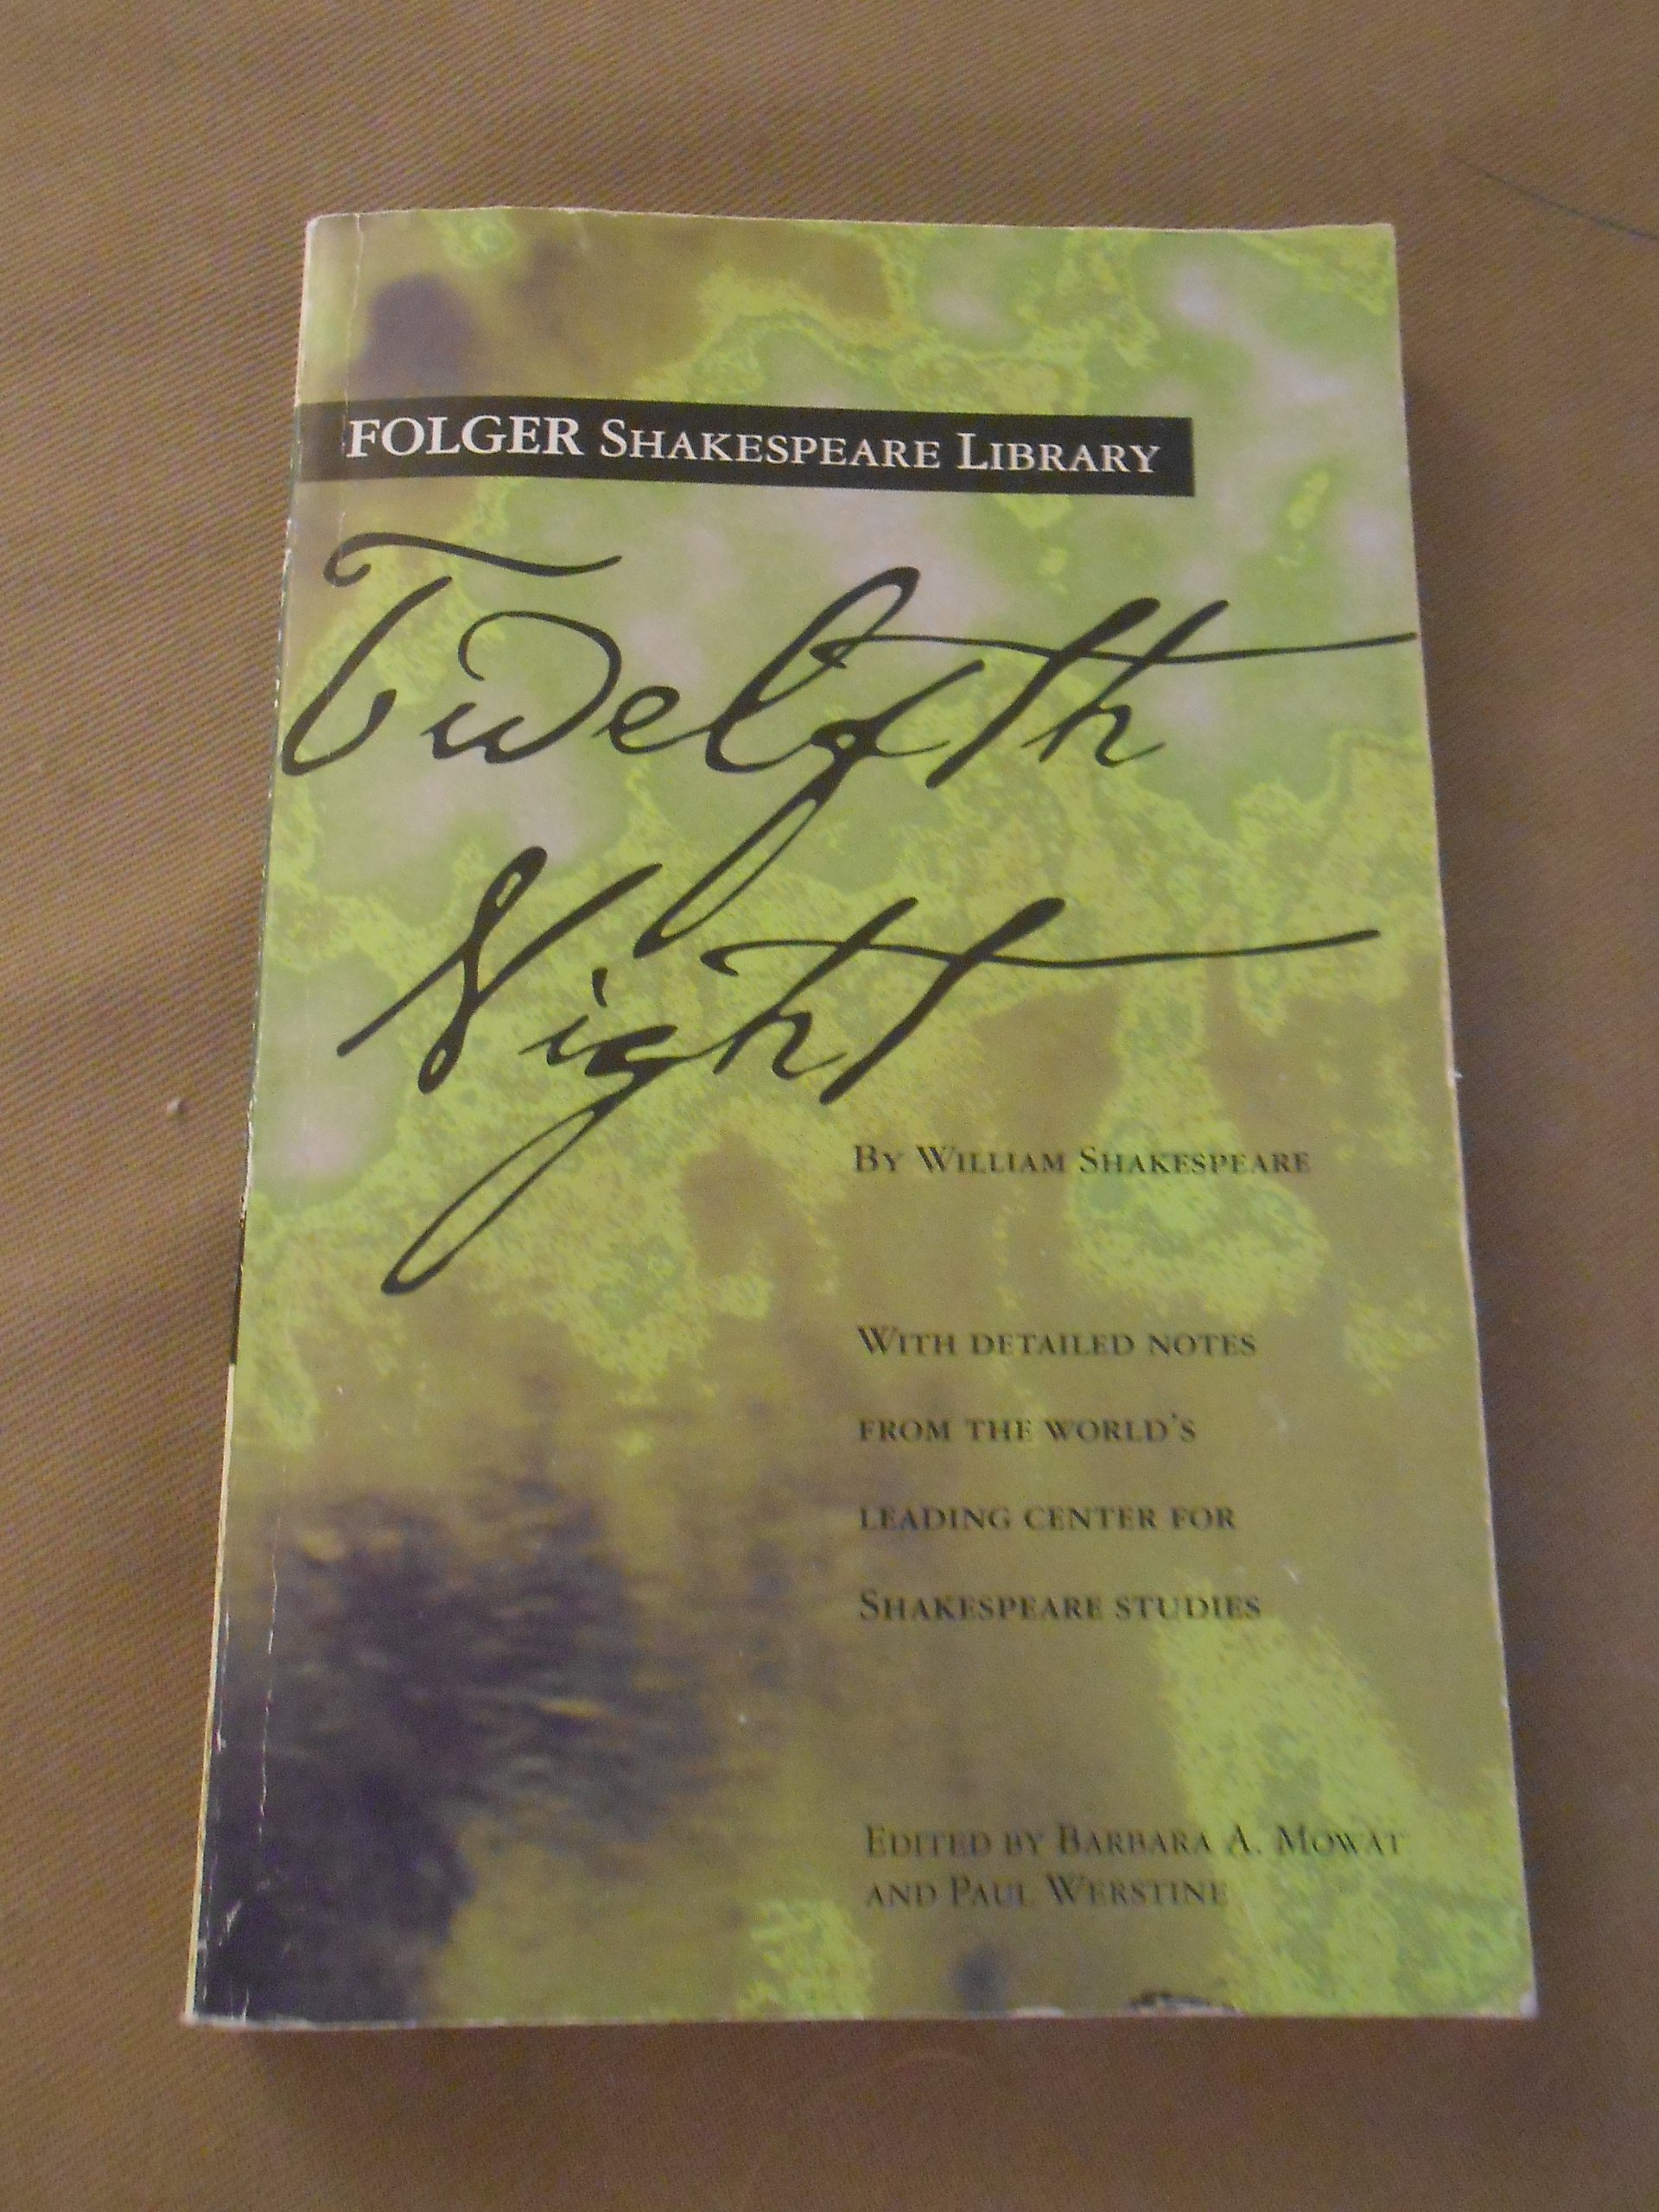 FOLGER SHAKESPEARE LIBRARY
Twelfth
Night
BY WILLIAM SHAKESPEARE
WITH DETAILED NOTES
FROM THE WORLD'S
LEADING CENTER FOR
SHAKESPEARE STUDIES
EDITED BY BARBARA A. MOWAT
AND PAUL WERSTINE